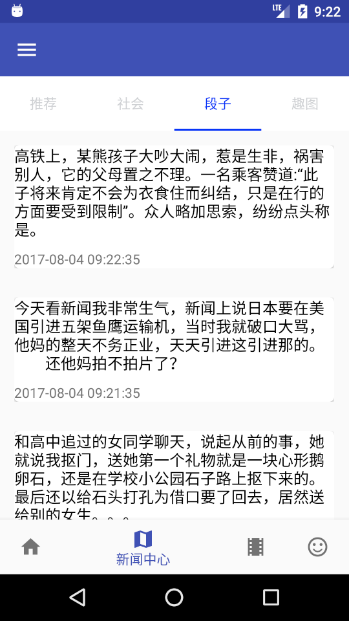 LTE 9:22
推荐 社会 段子 趣图
高铁上，某熊孩子大吵大闹，惹是生非，祸害
别人，它的父母置之不理。一名乘客赞道:“此
子将来肯定不会为衣食住而纠结，只是在行的
方面要受到限制”。众人略加思索，纷纷点头称
是。
2017-08-04 09:22:35
今天看新闻我非常生气，新闻上说日本要在美
国引进五架鱼鹰运输机，当时我就破口大骂，
他妈的整天不务正业，天天引进这引进那的。
还他妈拍不拍片了？
2017-08-04 09:21:35
和高中追过的女同学聊天，说起从前的事，她
就说我抠门，送她第一个礼物就是一块心形鹅
卵石，还是在学校小公园石子路上抠下来的。
最后还以给石头打孔为借口要了回去，居然送
给别的女生。。。
新闻中心